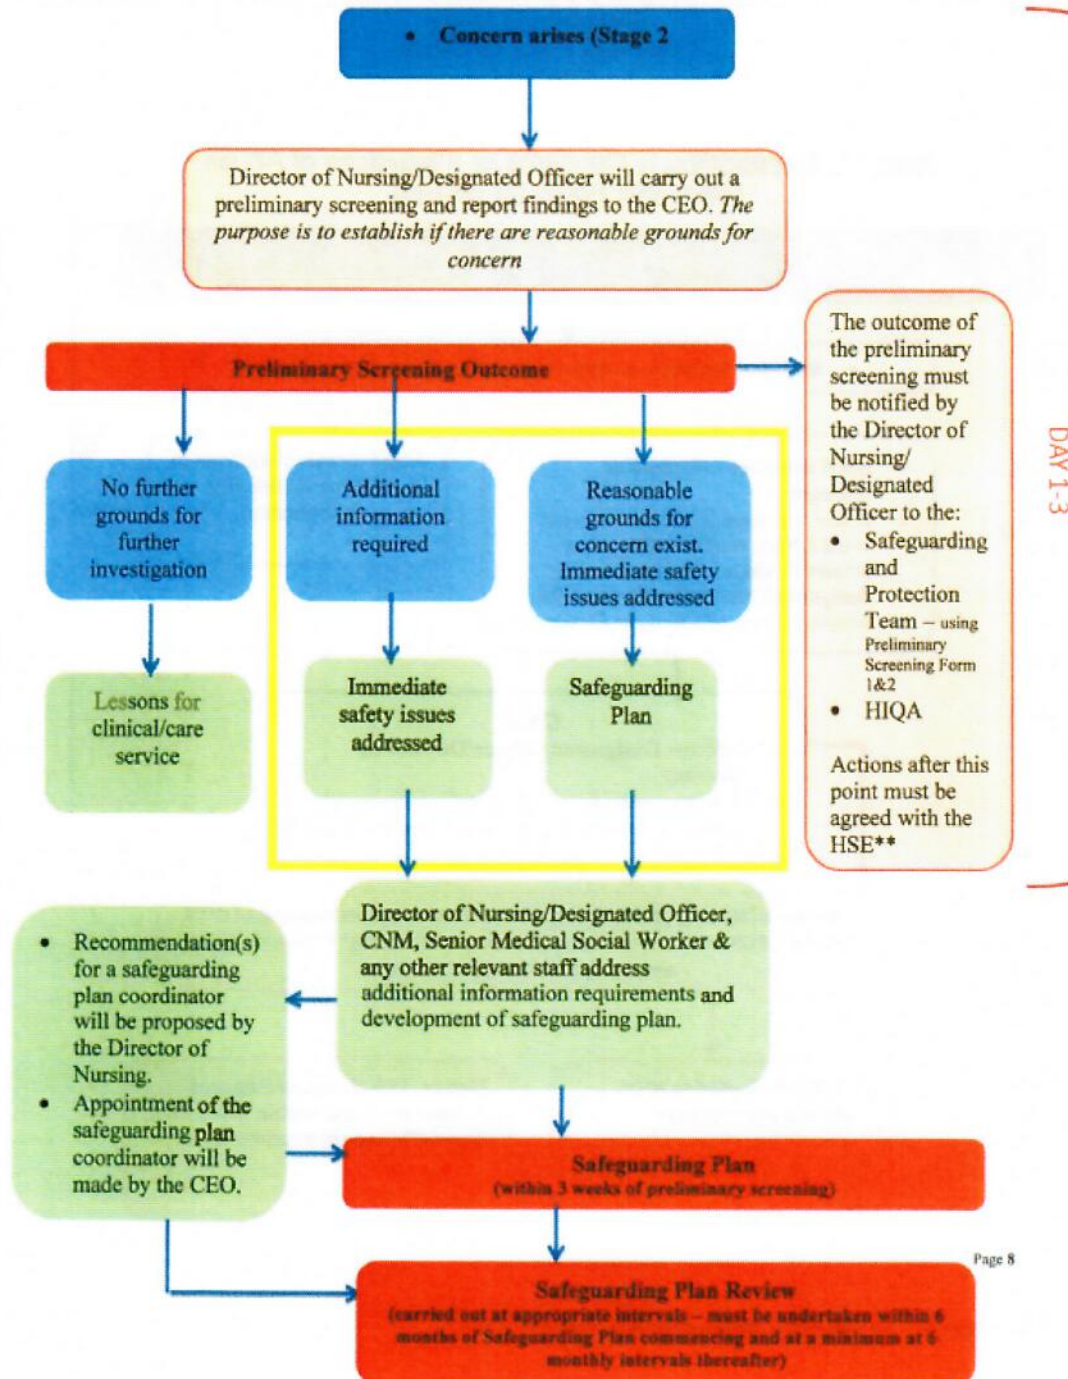 • Concern arises (Stage 2
Director of Nursing/Designated Officer will carry out a
preliminary screening and report findings to the CEO. The
purpose is to establish if there are reasonable grounds for
concern
Preliminary Screening Outcome
The outcome of
the preliminary
screening must
be notified by
the Director of
Nursing/
Designated
Officer to the:
• Safeguarding
and
Protection
Team – using
Preliminary
Screening Form
1&2
• HIQA
Actions after this
point must be
agreed with the
HSE**
DAY 1-3
No further
grounds for
further
investigation
Additional
information
required
Reasonable
grounds for
concern exist.
Immediate safety
issues addressed
Lessons for
clinical/care
service
Immediate
safety issues
addressed
Safeguarding
Plan
Director of Nursing/Designated Officer,
CNM, Senior Medical Social Worker &
any other relevant staff address
additional information requirements and
development of safeguarding plan.
• Recommendation(s)
for a safeguarding
plan coordinator
will be proposed by
the Director of
Nursing.
• Appointment of the
safeguarding plan
coordinator will be
made by the CEO.
Safeguarding Plan
(within 3 weeks of preliminary screening)
Page 8
Safeguarding Plan Review
(carried out at appropriate intervals – must be undertaken within 6
months of Safeguarding Plan commencing and at a minimum at 6
monthly intervals thereafter)